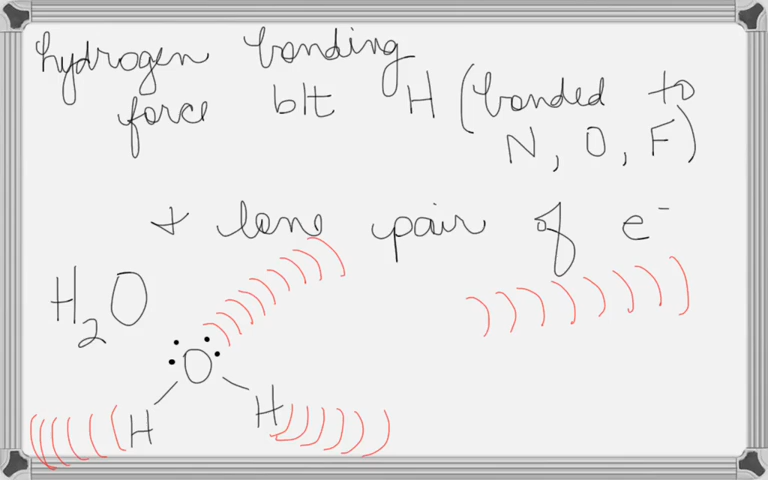 hydrogen bonding
force b/t H (bonded to
N, O, F)
+ lone pair of e⁻
H₂O
O
H H